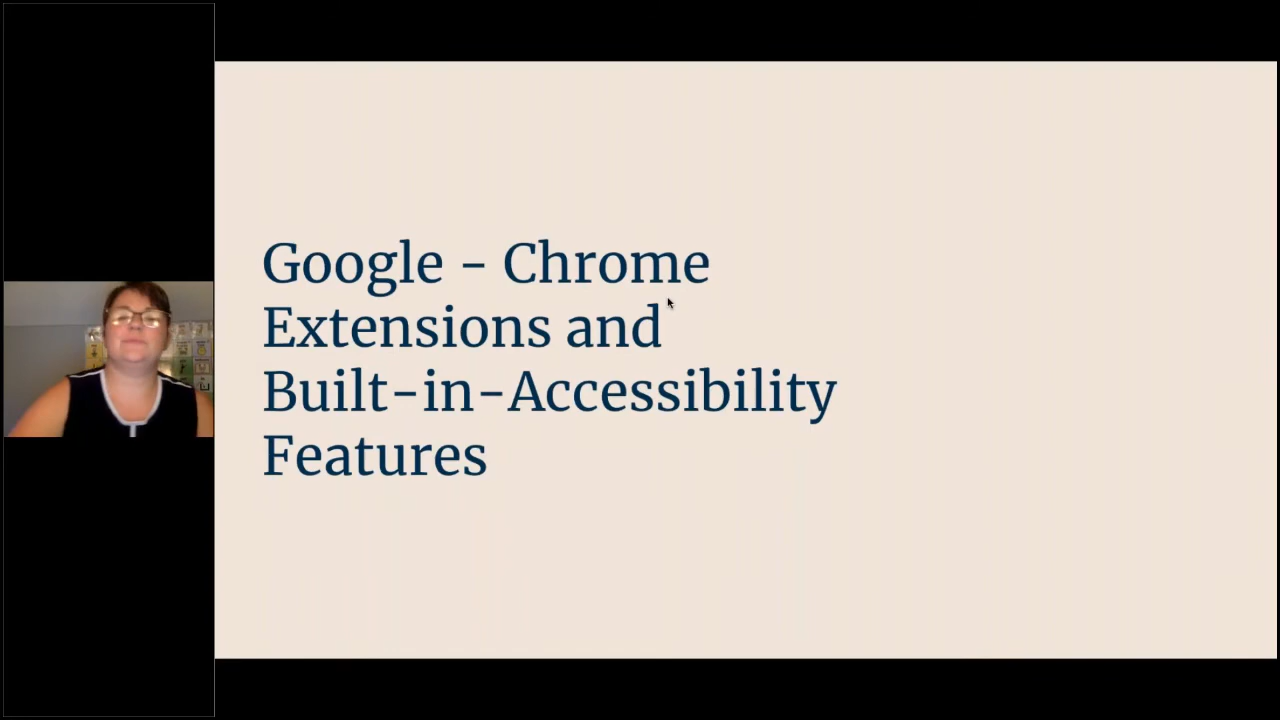 Google - Chrome
Extensions and
Built-in-Accessibility
Features